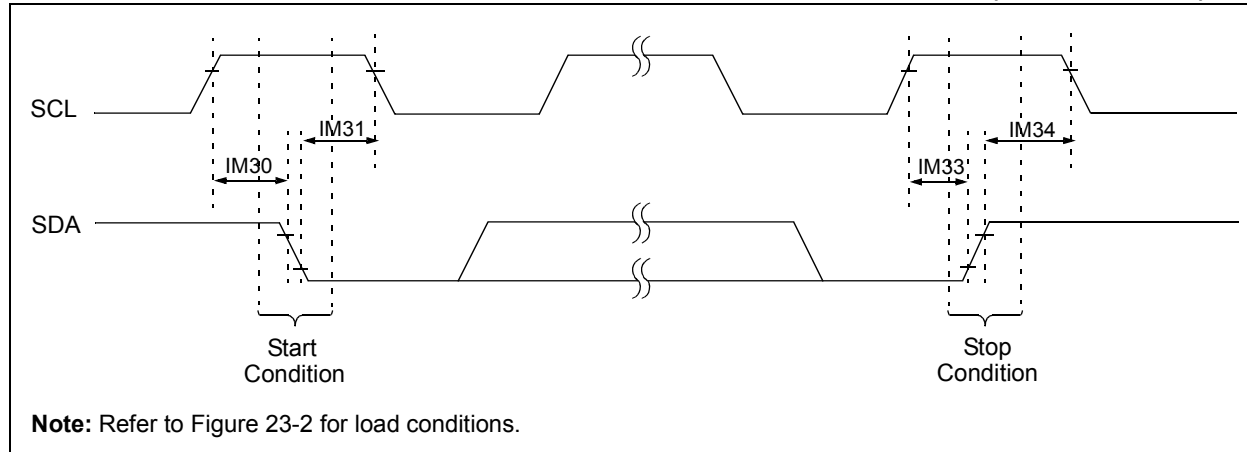 SCL
IM31
IM34
IM30
IM33
SDA
Start
Condition
Stop
Condition
Note: Refer to Figure 23-2 for load conditions.